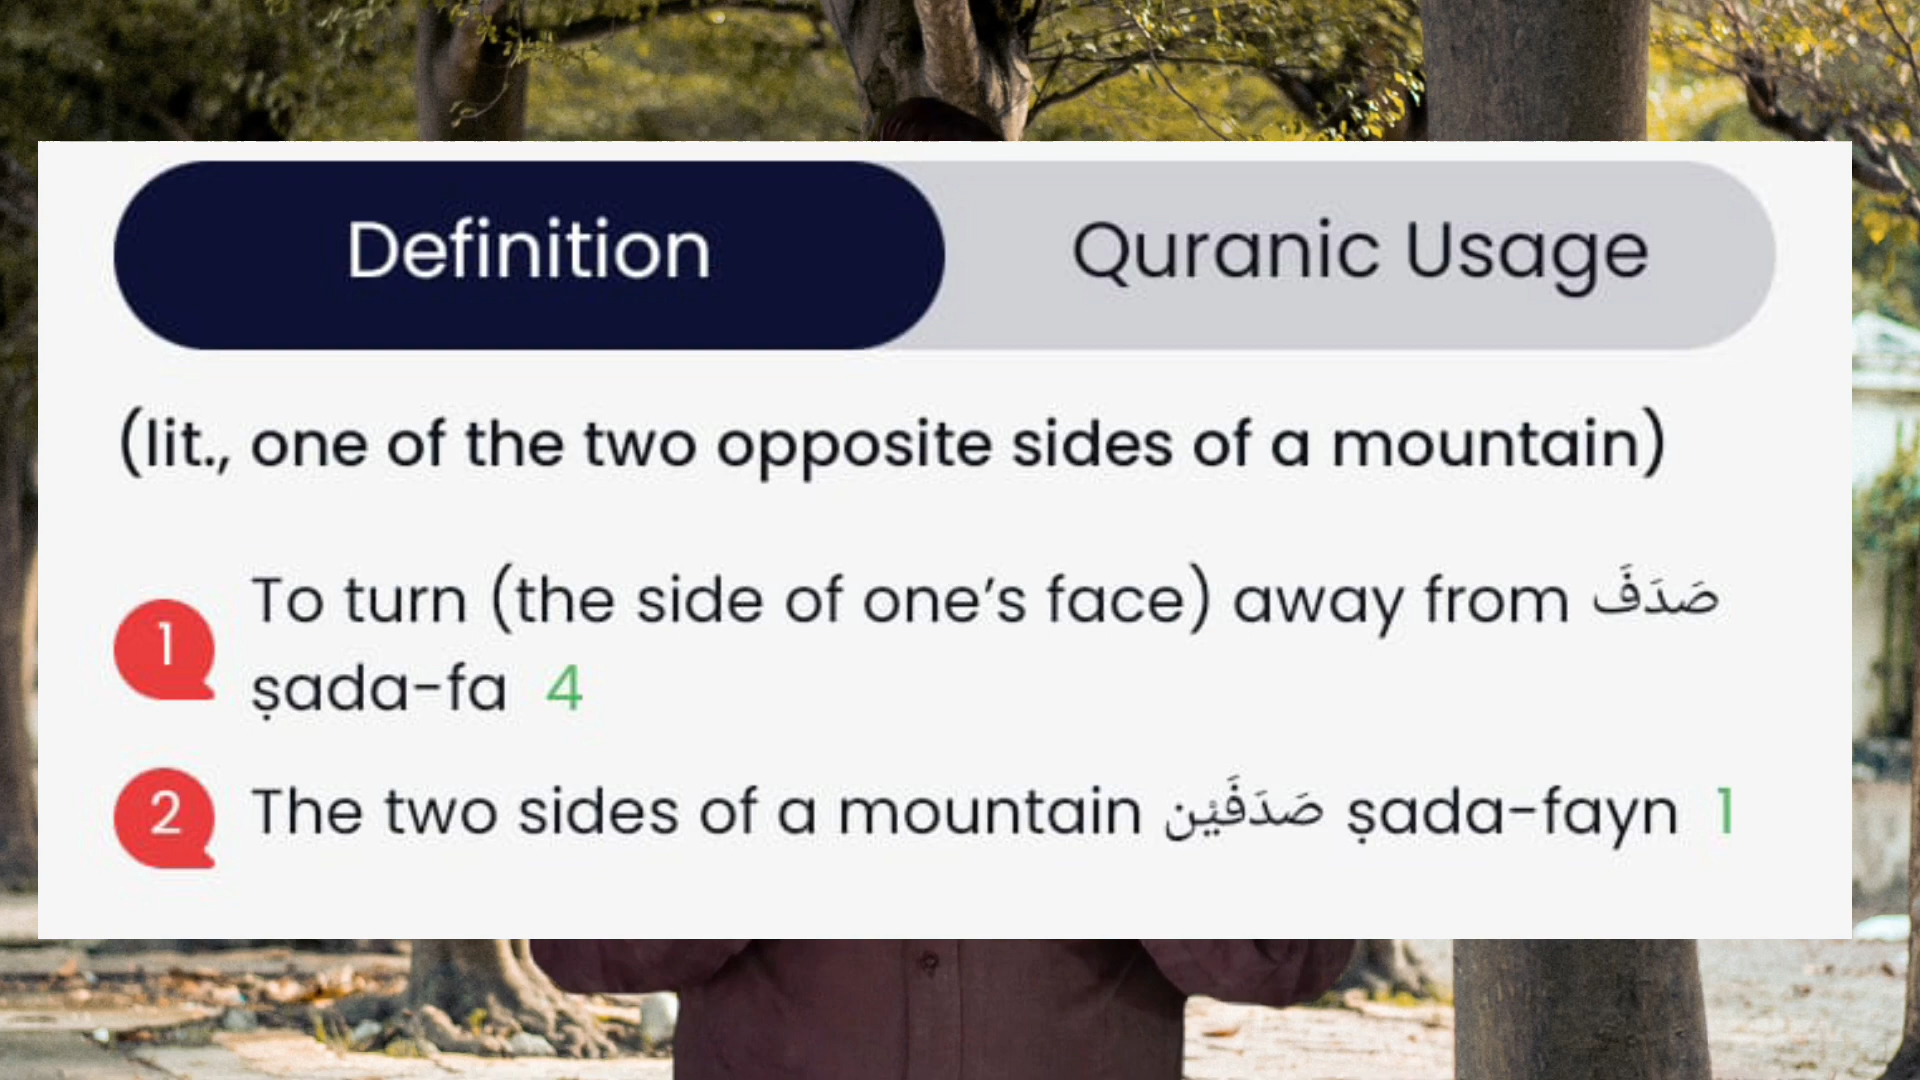 Definition
Quranic Usage
(lit., one of the two opposite sides of a mountain)
1
To turn (the side of one’s face) away from صَدَفَ
ṣada-fa 4
2
The two sides of a mountain صَدَفَيْن ṣada-fayn 1